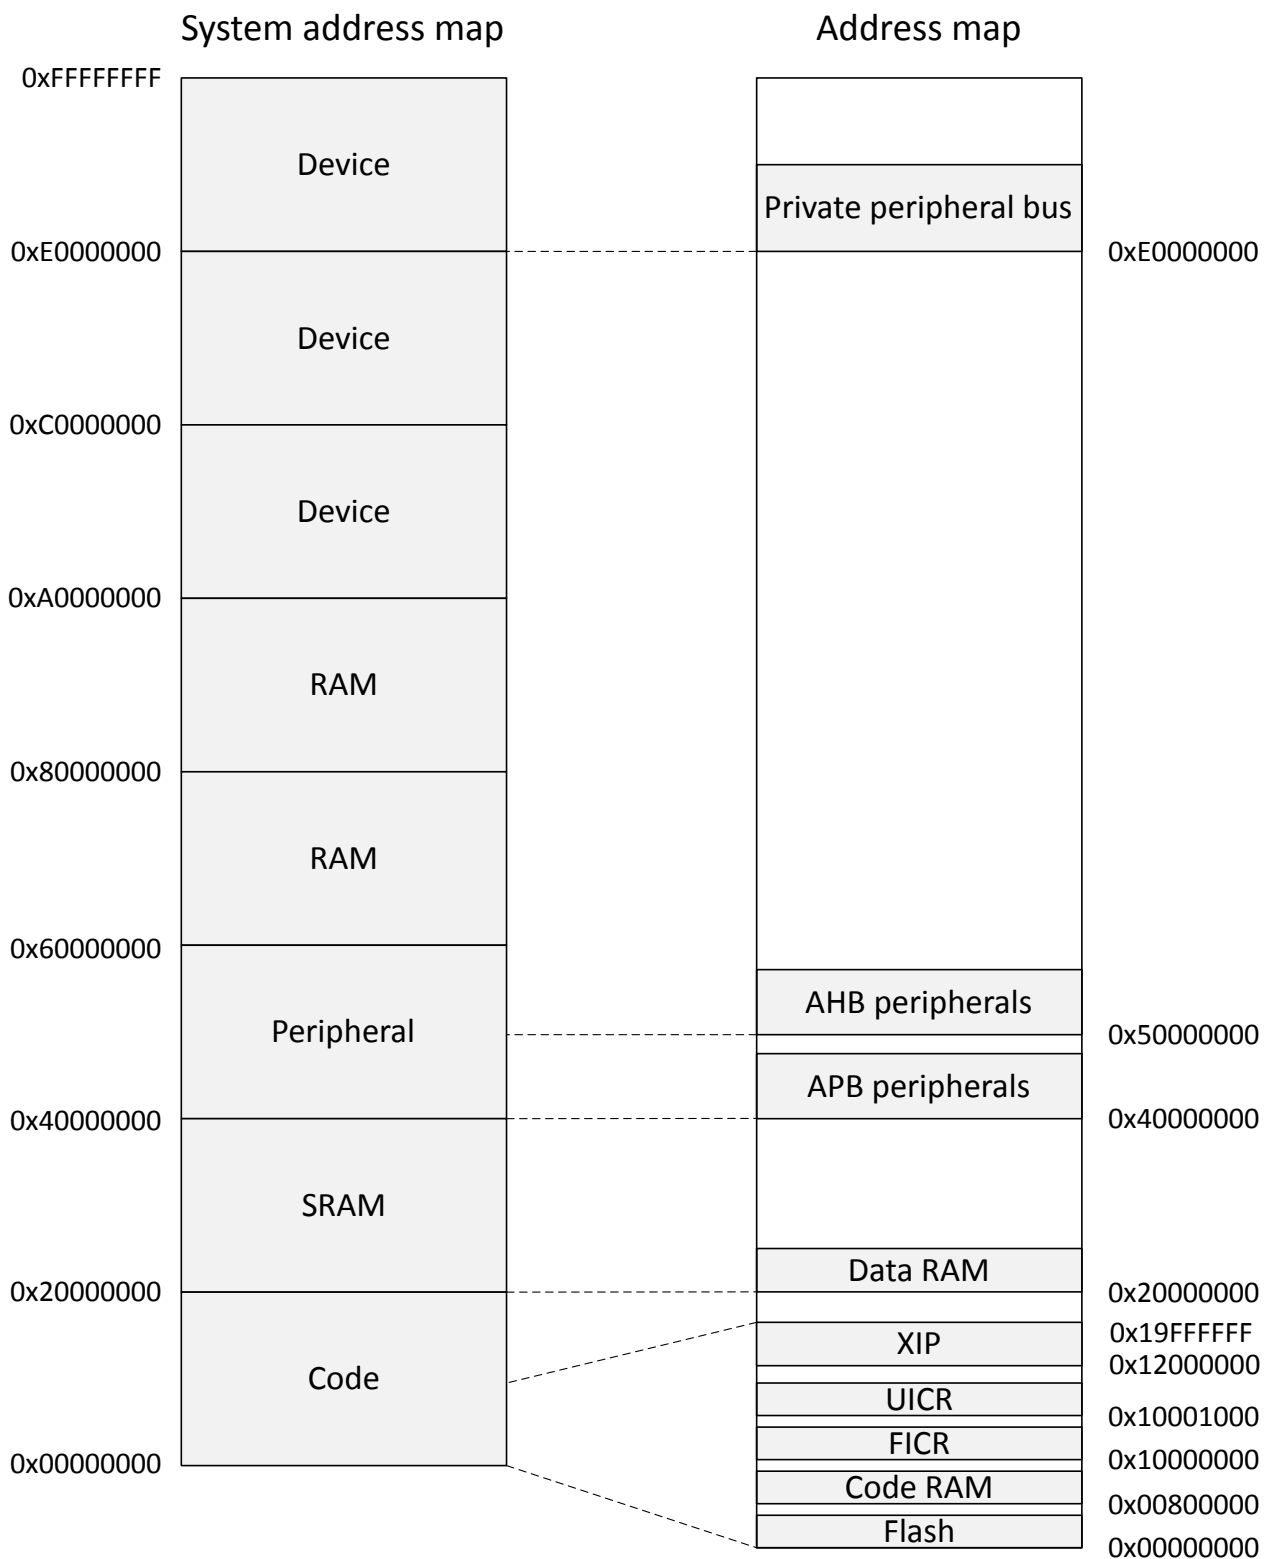 System address map
Address map
0xFFFFFFFF
Device
Private peripheral bus
0xE0000000
0xE0000000
Device
0xC0000000
Device
0xA0000000
RAM
0x80000000
RAM
0x60000000
AHB peripherals
Peripheral
0x50000000
APB peripherals
0x40000000
0x40000000
SRAM
Data RAM
0x20000000
0x20000000
0x19FFFFFF
XIP
0x12000000
Code
UICR
0x10001000
FICR
0x00000000
0x10000000
Code RAM
0x00800000
Flash
0x00000000